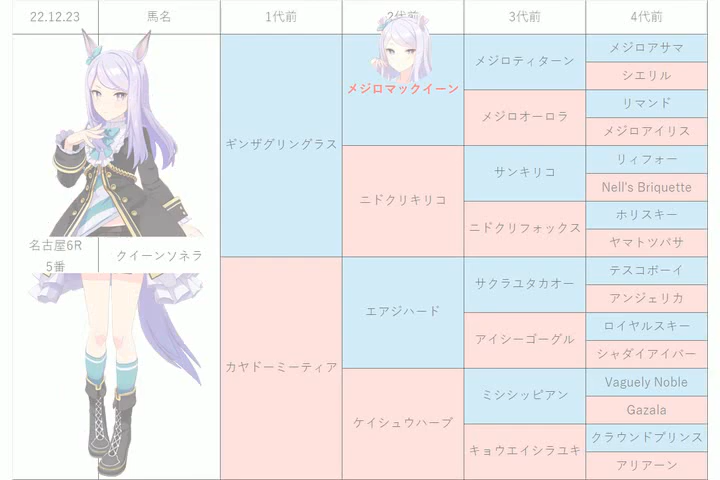 22.12.23 馬名 1代前 2代前 3代前 4代前
名古屋6R
5番
クイーンソネラ
ギンザグリングラス
カヤドーミーティア
メジロマックイーン
ニドクリキリコ
エアジハード
ケイシュウハーブ
メジロティターン
メジロオーロラ
サンキリコ
ニドクリフォックス
サクラユタカオー
アイシーゴーグル
ミシシッピアン
キョウエイシラユキ
メジロアサマ
シエリル
リマンド
メジロアイリス
リィフォー
Nell's Briquette
ホリスキー
ヤマトツバサ
テスコボーイ
アンジェリカ
ロイヤルスキー
シャダイアイバー
Vaguely Noble
Gazala
クラウンドプリンス
アリアーン